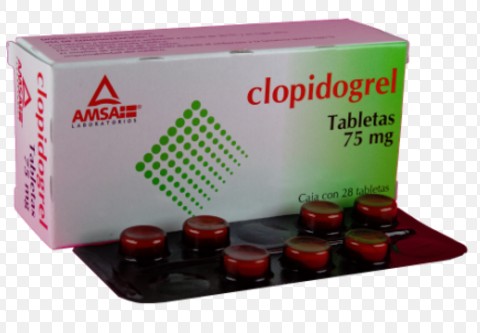 clopidogrel
Tabletas
75 mg
Caja con 28 tabletas
AMSA
LABORATORIOS
clopidogrel
Tabletas
75 mg